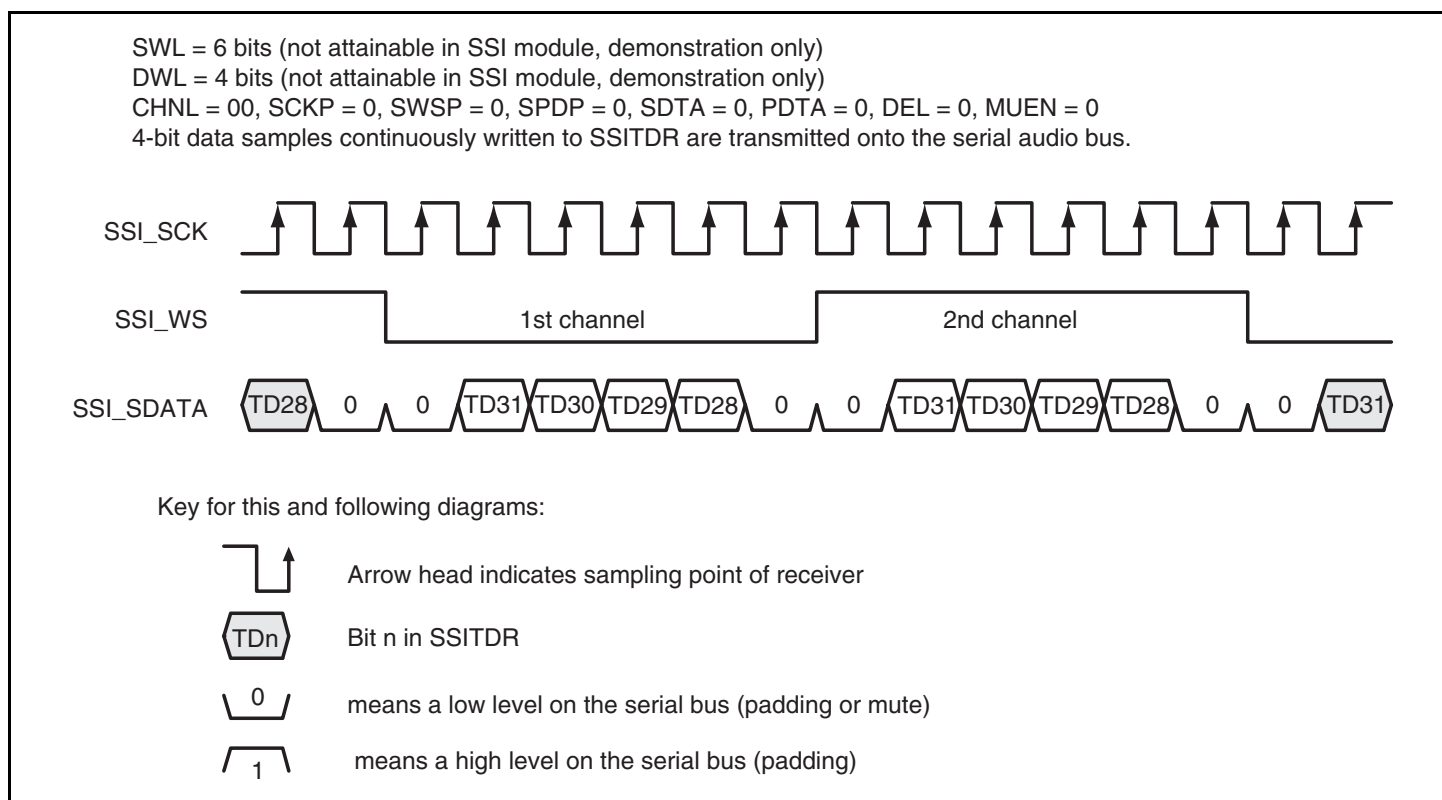 SWL = 6 bits (not attainable in SSI module, demonstration only)
DWL = 4 bits (not attainable in SSI module, demonstration only)
CHNL = 00, SCKP = 0, SWSP = 0, SPDP = 0, SDTA = 0, PDTA = 0, DEL = 0, MUEN = 0
4-bit data samples continuously written to SSITDR are transmitted onto the serial audio bus.
SSI_SCK
SSI_WS 1st channel 2nd channel
SSI_SDATA TD28 0 0 TD31 TD30 TD29 TD28 0 0 TD31 TD30 TD29 TD28 0 0 TD31
Key for this and following diagrams:
Arrow head indicates sampling point of receiver
TDn Bit n in SSITDR
0 means a low level on the serial bus (padding or mute)
1 means a high level on the serial bus (padding)